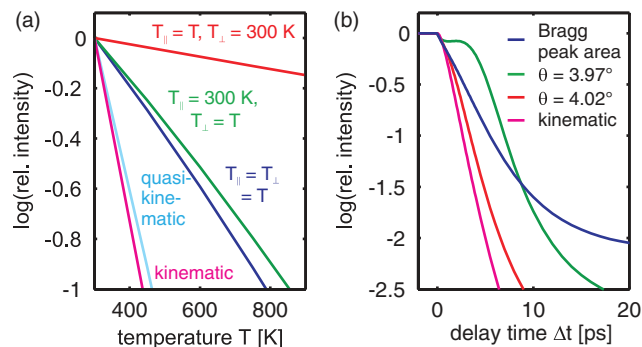 (a)
T∥ = T, T⊥ = 300 K
T∥ = 300 K,
T⊥ = T
T∥ = T⊥
= T
quasi-
kine-
matic
kinematic
0
-0.2
-0.4
-0.6
-0.8
-1
log(rel. intensity)
400 600 800
temperature T [K]
(b)
Bragg
peak area
θ = 3.97°
θ = 4.02°
kinematic
0
-0.5
-1
-1.5
-2
-2.5
log(rel. intensity)
0 10 20
delay time Δt [ps]